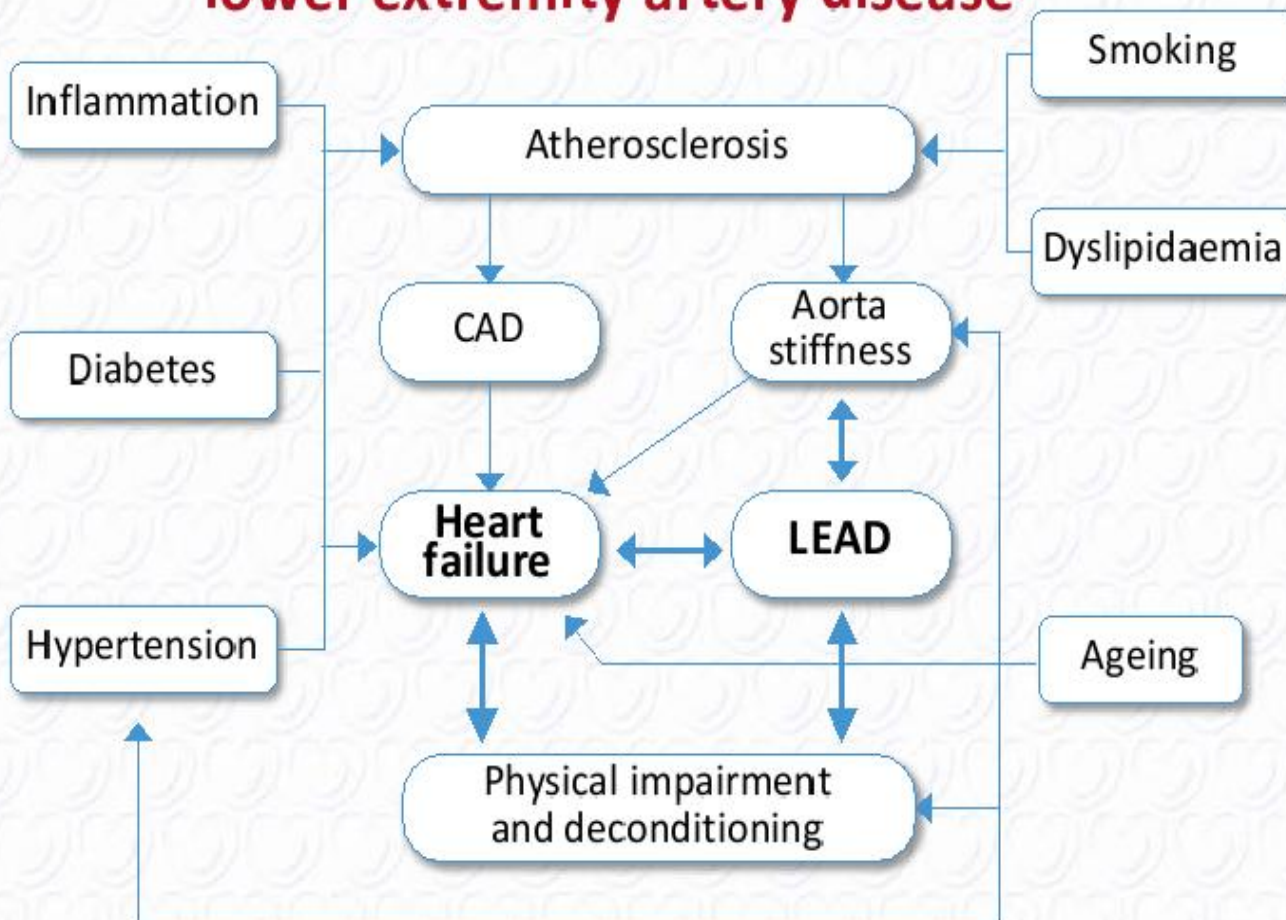 lower extremity artery disease
Smoking
Inflammation
Atherosclerosis
Dyslipidaemia
CAD
Aorta
stiffness
Diabetes
Heart
failure
LEAD
Hypertension
Ageing
Physical impairment
and deconditioning